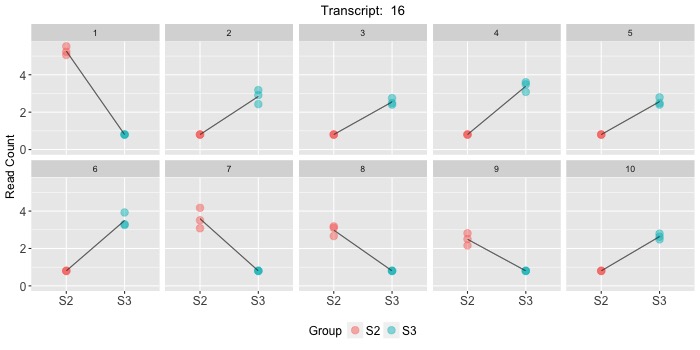 Transcript:  16
1 2 3 4 5
Read Count
4
2
0
6 7 8 9 10
4
2
0
S2 S3 S2 S3 S2 S3 S2 S3 S2 S3
Group S2 S3